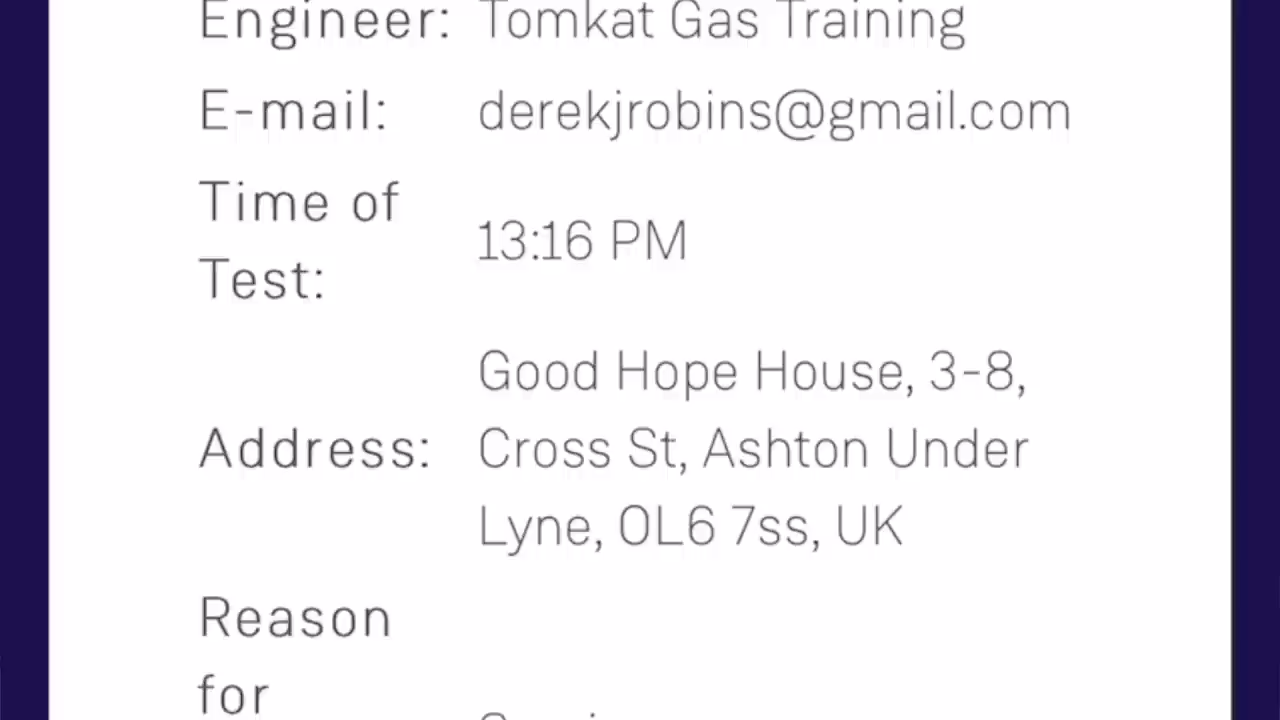 Engineer: Tomkat Gas Training
E-mail: derekjrobins@gmail.com
Time of
Test:
13:16 PM
Address:
Good Hope House, 3-8,
Cross St, Ashton Under
Lyne, OL6 7ss, UK
Reason
for